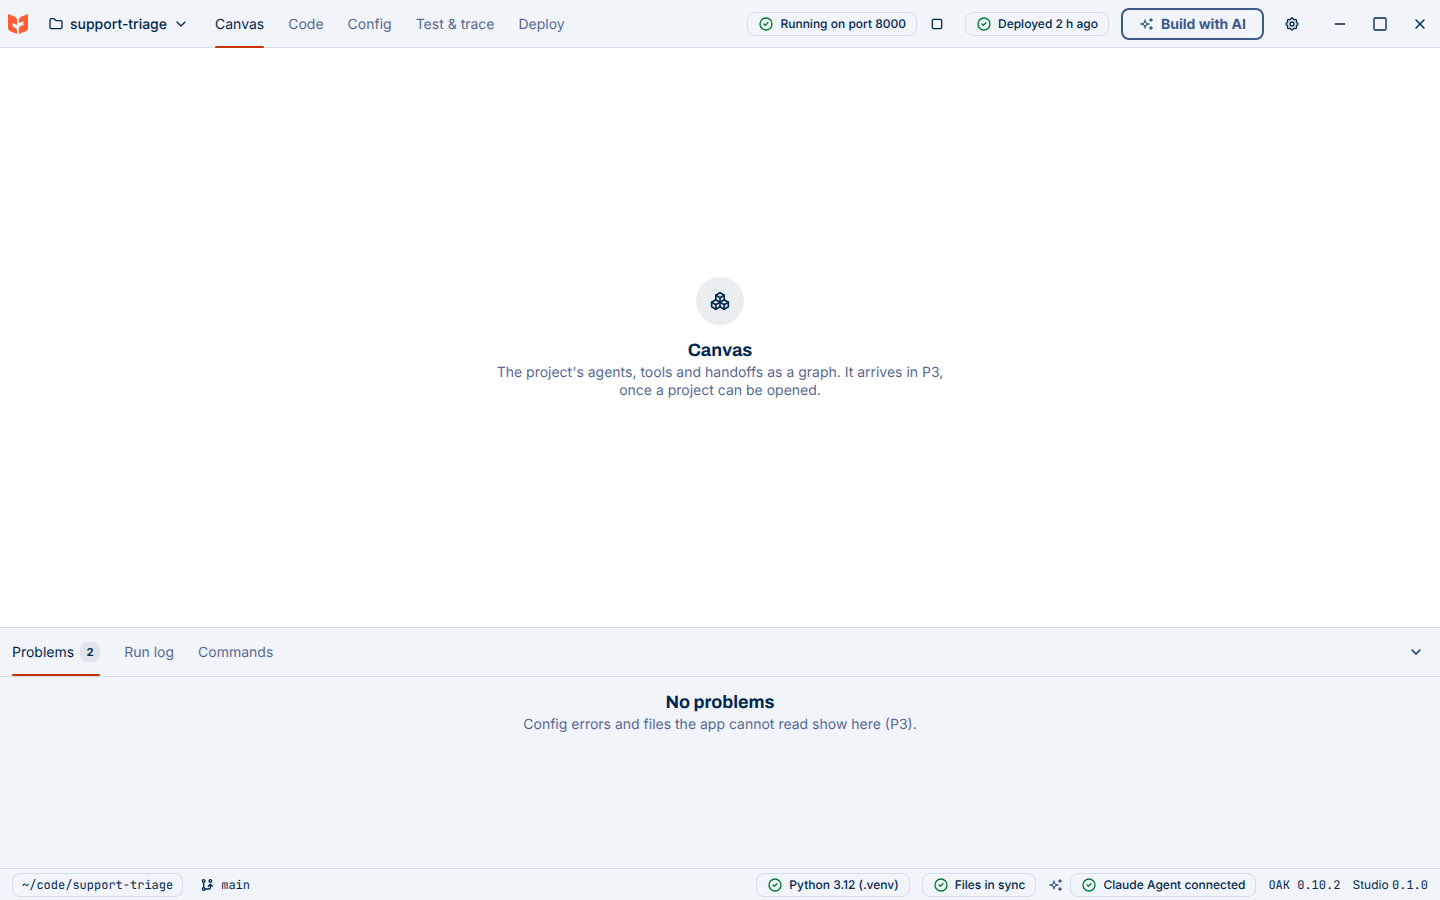 support-triage
Canvas
Code
Config
Test & trace
Deploy
Running on port 8000
Deployed 2 h ago
Build with AI
Canvas
The project's agents, tools and handoffs as a graph. It arrives in P3,
once a project can be opened.
Problems 2
Run log
Commands
No problems
Config errors and files the app cannot read show here (P3).
~/code/support-triage
main
Python 3.12 (.venv)
Files in sync
Claude Agent connected
OAK 0.10.2
Studio 0.1.0